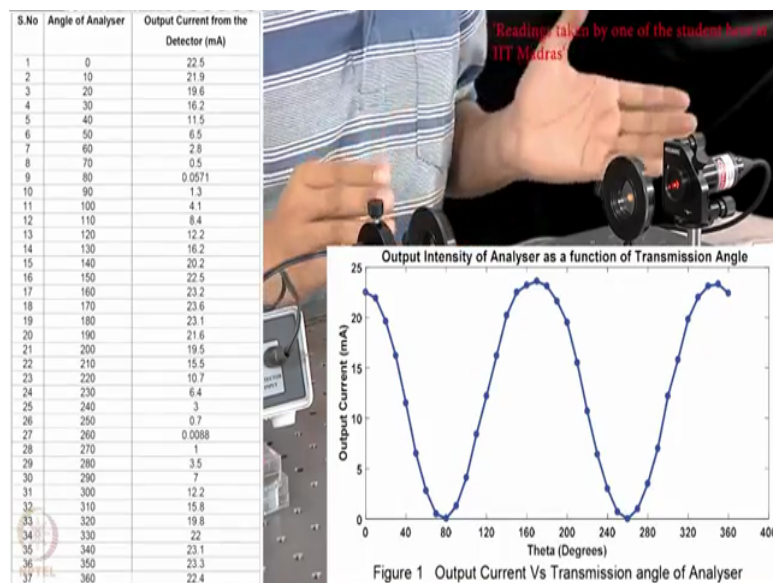 S.No Angle of Analyser Output Current from the Detector (mA)
1 0 22.5
2 10 21.9
3 20 19.6
4 30 16.2
5 40 11.5
6 50 6.5
7 60 2.8
8 70 0.5
9 80 0.0571
10 90 1.3
11 100 4.1
12 110 8.4
13 120 12.2
14 130 16.2
15 140 20.2
16 150 22.5
17 160 23.2
18 170 23.6
19 180 23.1
20 190 21.6
21 200 19.5
22 210 15.5
23 220 10.7
24 230 6.4
25 240 3
26 250 0.7
27 260 0.0088
28 270 1
29 280 3.5
30 290 7
31 300 12.2
32 310 15.8
33 320 19.8
34 330 22
35 340 23.1
36 350 23.3
37 360 22.4
NPTEL
'Readings taken by one of the student here at
IIT Madras'
INPUT
Output Intensity of Analyser as a function of Transmission Angle
25
20
15
10
5
0
Output Current (mA)
0 40 80 120 160 200 240 280 320 360 400
Theta (Degrees)
Figure 1 Output Current Vs Transmission angle of Analyser